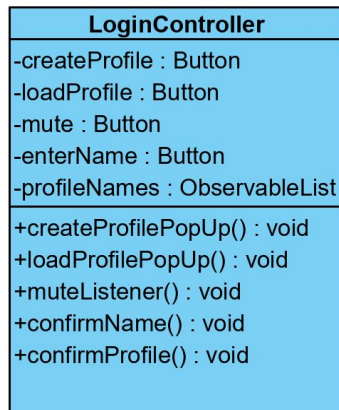 LoginController
-createProfile : Button
-loadProfile : Button
-mute : Button
-enterName : Button
-profileNames : ObservableList
+createProfilePopUp() : void
+loadProfilePopUp() : void
+muteListener() : void
+confirmName() : void
+confirmProfile() : void